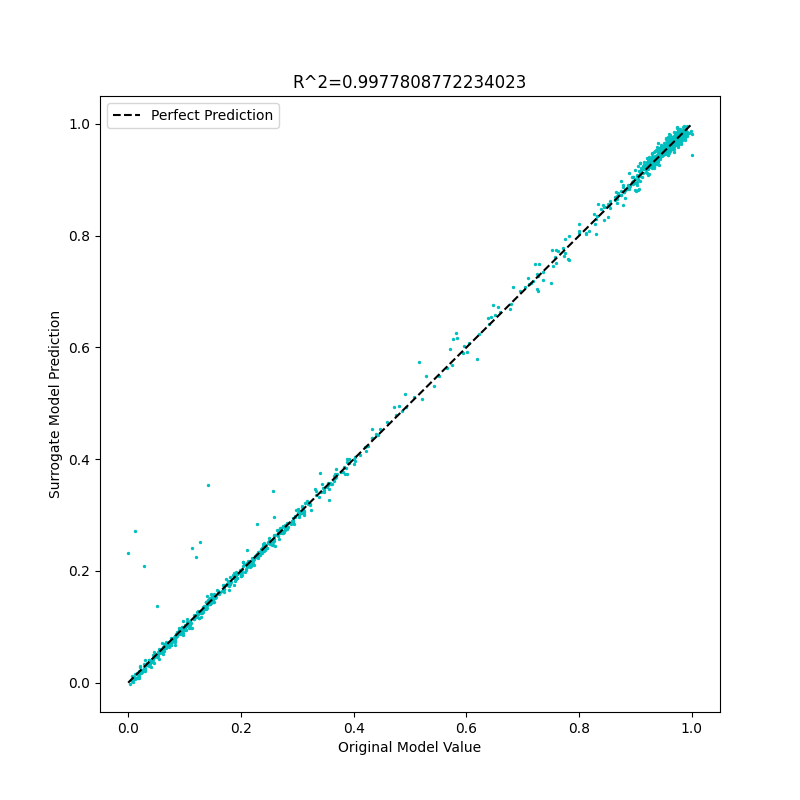 R^2=0.9977808772234023
Perfect Prediction
1.0
0.8
0.6
0.4
0.2
0.0
Surrogate Model Prediction
0.0 0.2 0.4 0.6 0.8 1.0
Original Model Value